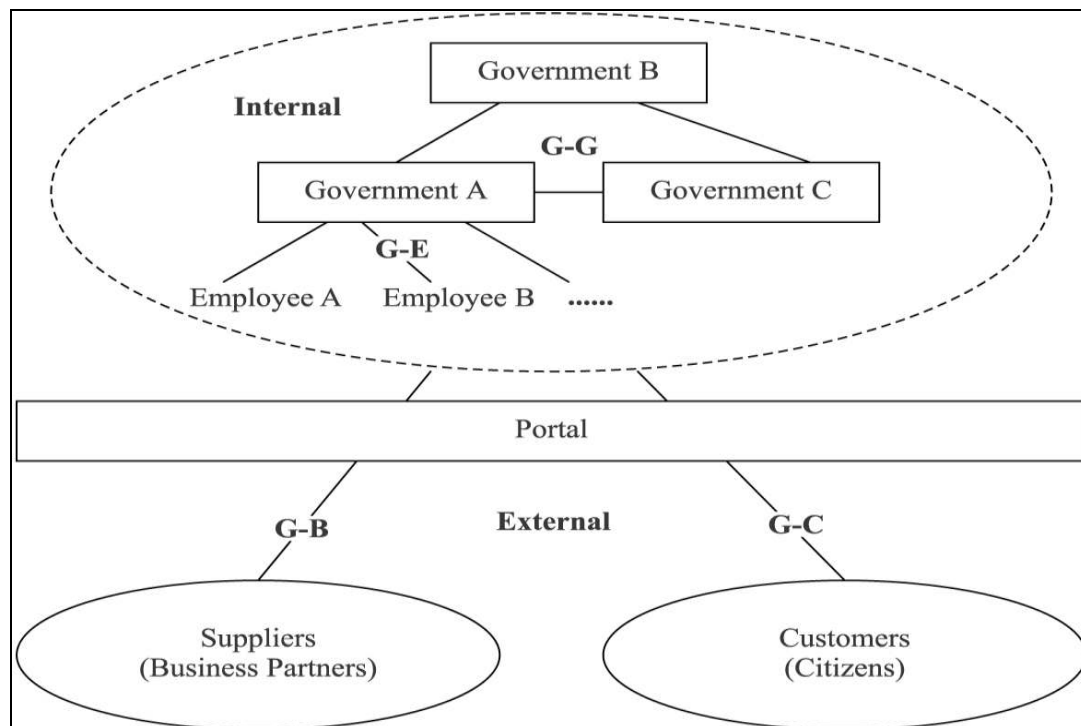 Government B
Internal
G-G
Government A
Government C
G-E
Employee A
Employee B
......
Portal
External
G-B
G-C
Suppliers
(Business Partners)
Customers
(Citizens)